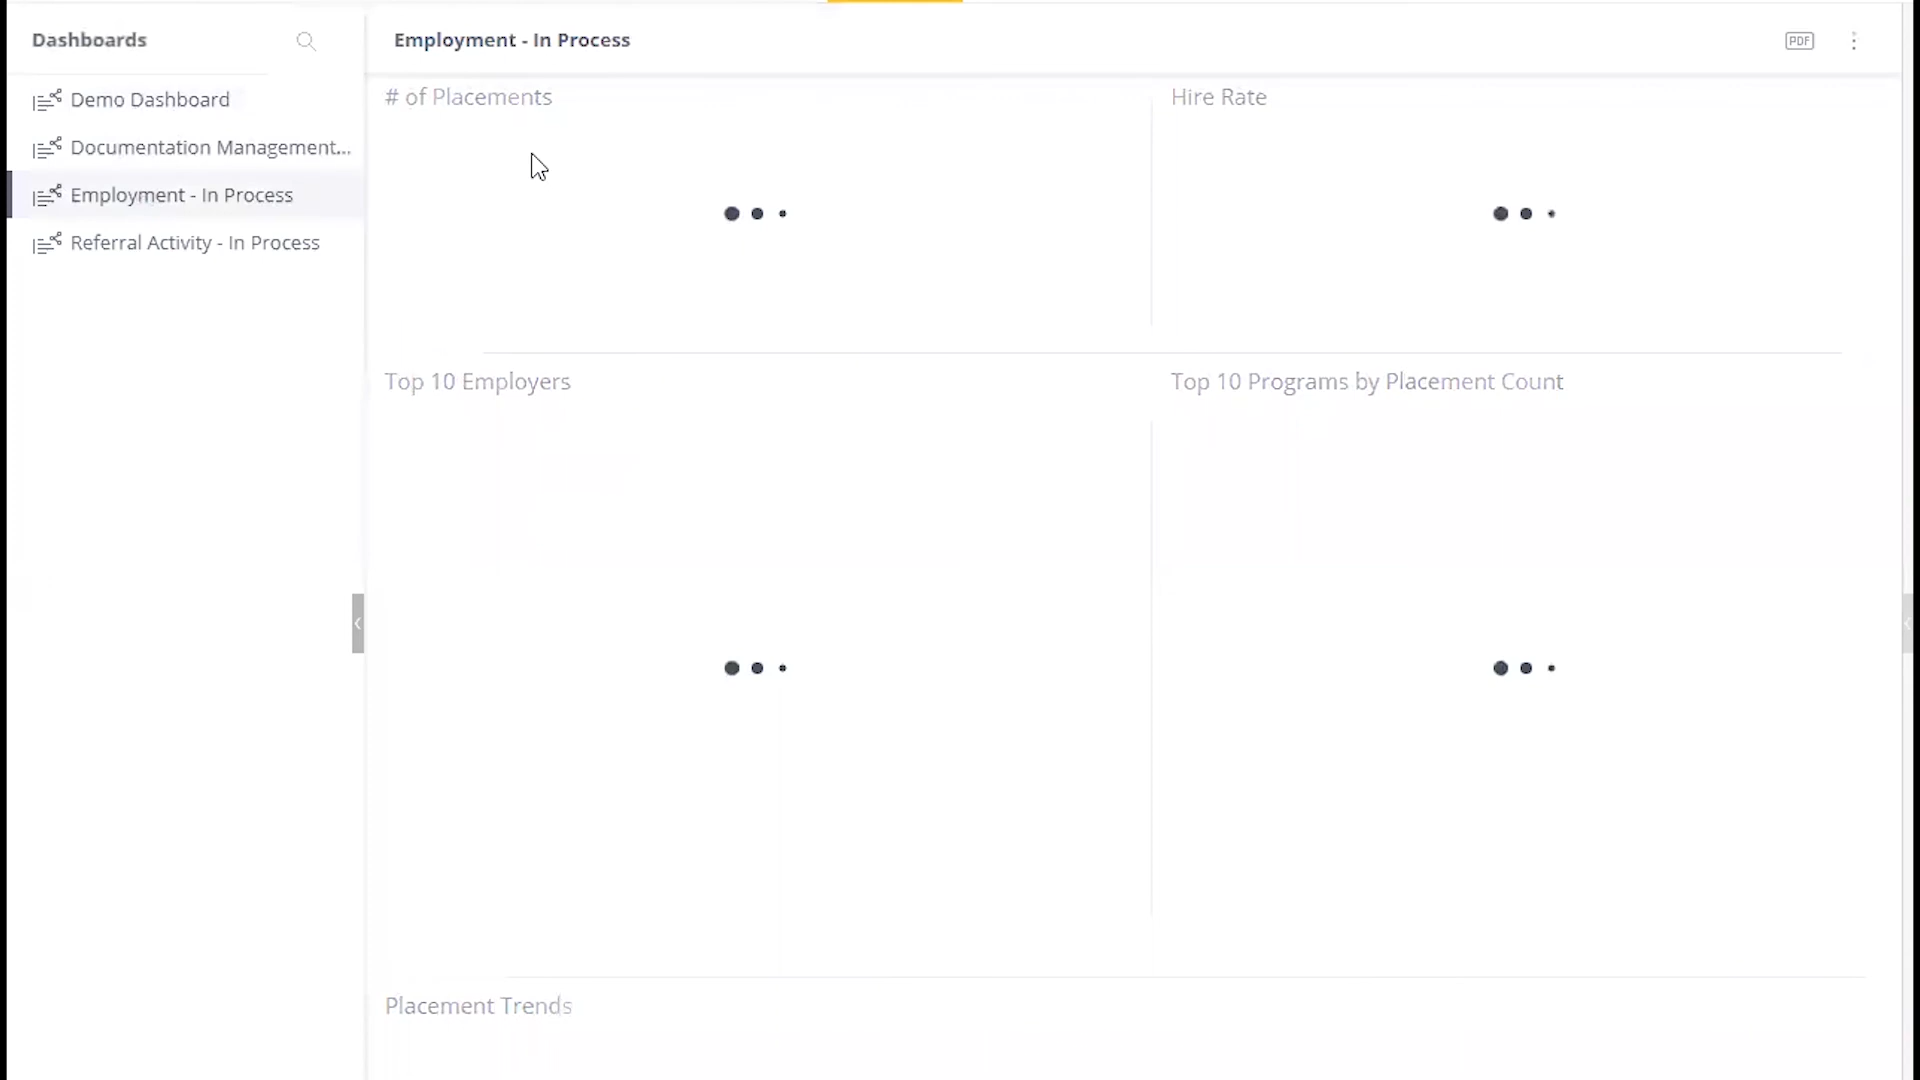 Dashboards
Demo Dashboard
Documentation Management...
Employment - In Process
Referral Activity - In Process
Employment - In Process
PDF
# of Placements
Hire Rate
Top 10 Employers
Top 10 Programs by Placement Count
Placement Trends